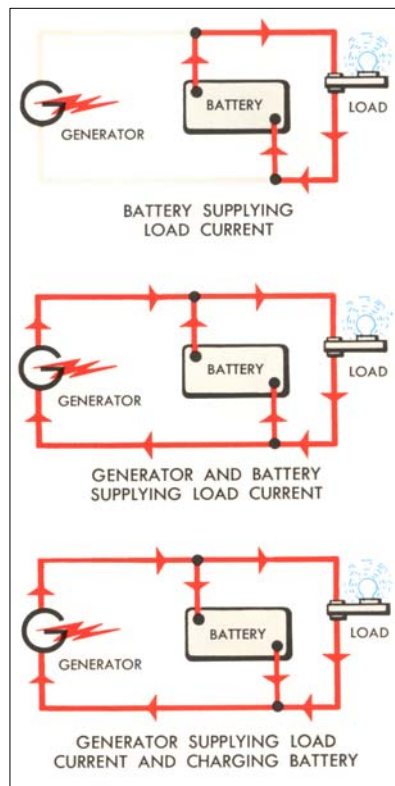 BATTERY
GENERATOR
LOAD
BATTERY SUPPLYING
LOAD CURRENT
BATTERY
GENERATOR
LOAD
GENERATOR AND BATTERY
SUPPLYING LOAD CURRENT
BATTERY
GENERATOR
LOAD
GENERATOR SUPPLYING LOAD
CURRENT AND CHARGING BATTERY